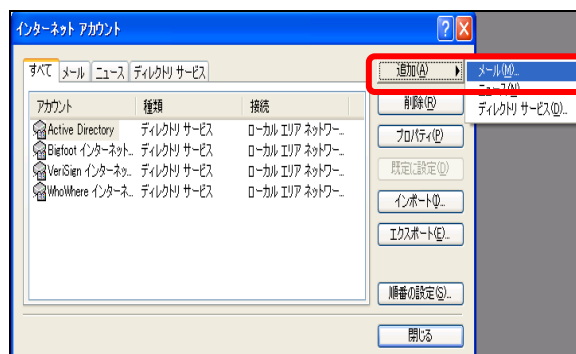 インターネット アカウント
すべて メール ニュース ディレクトリ サービス
追加(A)
メール(M)...
ニュース(N)...
ディレクトリ サービス(D)...
アカウント 種類 接続
Active Directory ディレクトリ サービス ローカル エリア ネットワー...
Bigfoot インターネット... ディレクトリ サービス ローカル エリア ネットワー...
VeriSign インターネッ... ディレクトリ サービス ローカル エリア ネットワー...
WhoWhere インターネ... ディレクトリ サービス ローカル エリア ネットワー...
削除(R)
プロパティ(P)
既定に設定(D)
インポート(I)...
エクスポート(E)...
順番の設定(S)...
閉じる